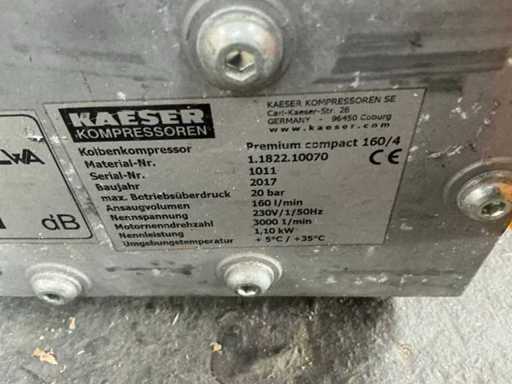 KAESER
KOMPRESSOREN
KAESER KOMPRESSOREN SE
Carl-Kaeser-Str. 26
GERMANY - 96450 Coburg
www.kaeser.com
Kolbenkompressor Premium compact 160/4
Material-Nr. 1.1822.10070 CE
Serial-Nr. 1011
Baujahr 2017
max. Betriebsüberdruck 20 bar
Ansaugvolumen 160 l/min
Nennspannung 230V/1/50Hz
Motornenndrehzahl 3000 1/min
Nennleistung 1,10 kW
Umgebungstemperatur + 5°C / +35°C
WA
dB